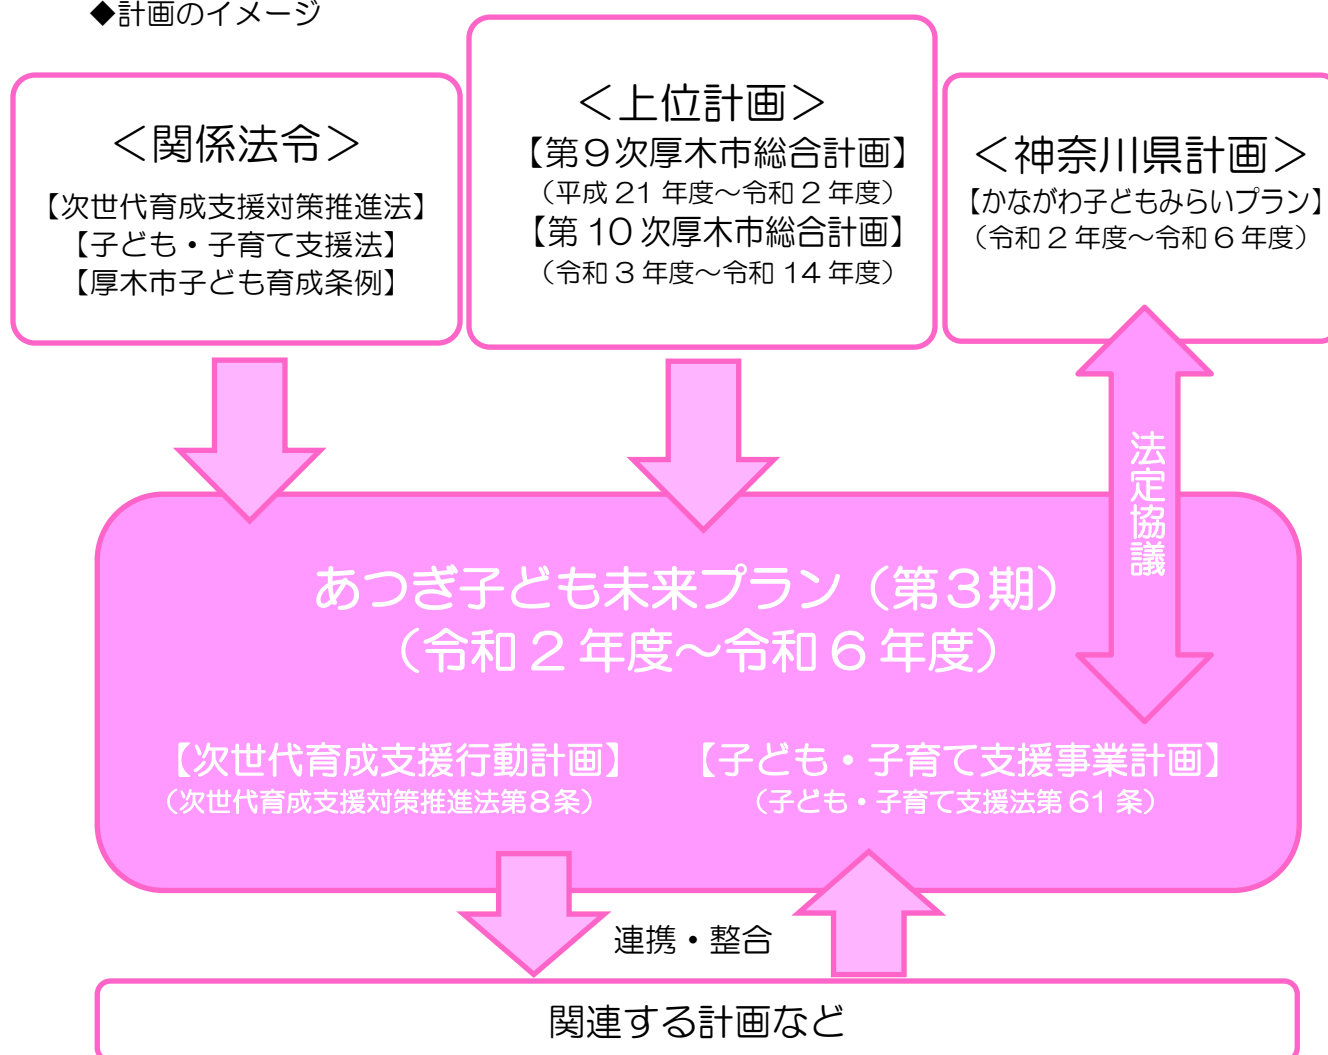 ◆計画のイメージ
＜関係法令＞
【次世代育成支援対策推進法】
【子ども・子育て支援法】
【厚木市子ども育成条例】
＜上位計画＞
【第９次厚木市総合計画】
（平成 21 年度～令和 2 年度）
【第 10 次厚木市総合計画】
（令和 3 年度～令和 14 年度）
＜神奈川県計画＞
【かながわ子どもみらいプラン】
（令和 2 年度～令和 6 年度）
法定協議
あつぎ子ども未来プラン（第３期）
（令和 2 年度～令和 6 年度）
【次世代育成支援行動計画】
（次世代育成支援対策推進法第８条）
【子ども・子育て支援事業計画】
（子ども・子育て支援法第 61 条）
連携・整合
関連する計画など